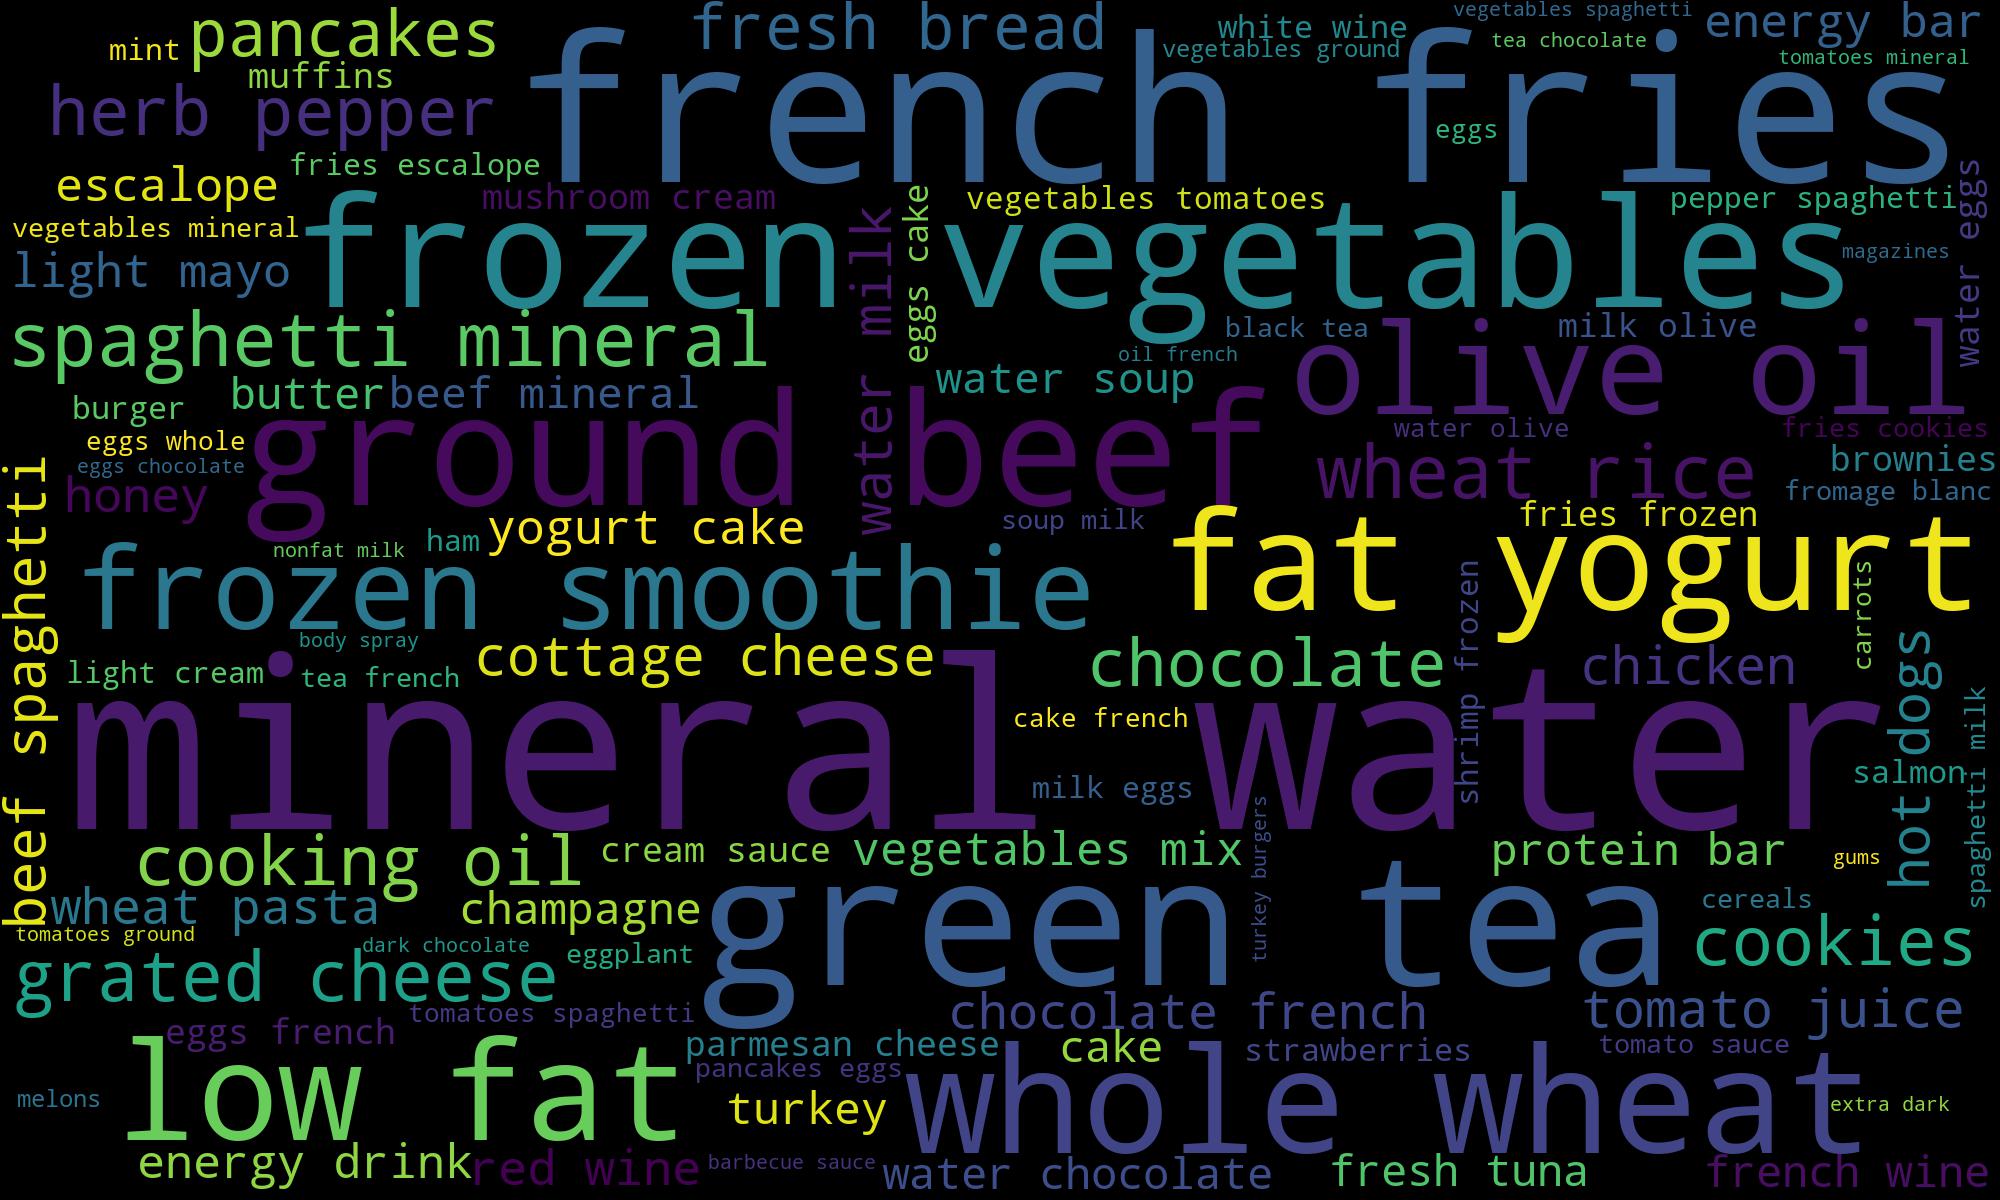 vegetables spaghetti
pancakes
fresh bread
white wine
energy bar
mint
tea chocolate
vegetables ground
tomatoes mineral
muffins
french fries
herb pepper
eggs
fries escalope
escalope
mushroom cream
vegetables tomatoes
pepper spaghetti
water eggs
vegetables mineral
frozen vegetables
eggs cake
water milk
magazines
light mayo
spaghetti mineral
black tea
milk olive
oil french
olive oil
water soup
butter
beef mineral
burger
ground beef
water olive
fries cookies
eggs whole
eggs chocolate
wheat rice
brownies
fromage blanc
honey
beef spaghetti
yogurt cake
soup milk
fries frozen
ham
nonfat milk
fat yogurt
frozen smoothie
carrots
shrimp frozen
body spray
cottage cheese
chocolate
chicken
hot dogs
light cream
tea french
mineral water
cake french
spaghetti milk
salmon
milk eggs
cooking oil
cream sauce
vegetables mix
turkey burgers
protein bar
gums
wheat pasta
champagne
green tea
cereals
tomatoes ground
dark chocolate
eggplant
cookies
grated cheese
tomatoes spaghetti
chocolate french
tomato juice
eggs french
parmesan cheese
cake
strawberries
tomato sauce
low fat
pancakes eggs
whole wheat
melons
turkey
extra dark
energy drink
red wine
barbecue sauce
water chocolate
fresh tuna
french wine